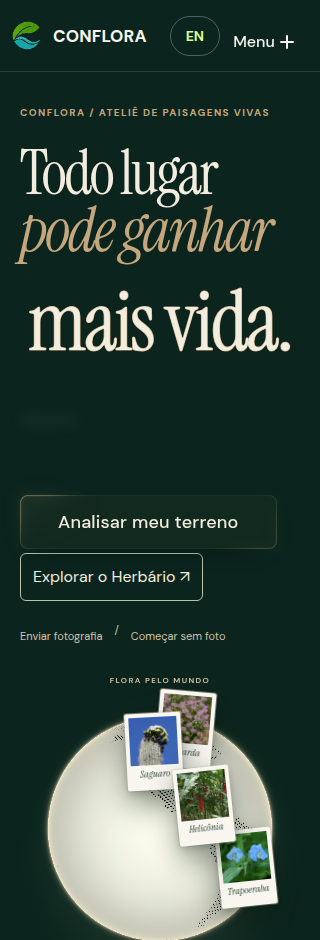 CONFLORA
EN
Menu
CONFLORA / ATELIÊ DE PAISAGENS VIVAS
Todo lugar
pode ganhar
mais vida.
Analisar meu terreno
Explorar o Herbário
Enviar fotografia / Começar sem foto
FLORA PELO MUNDO
Saguaro
Helicônia
Trapoeraba